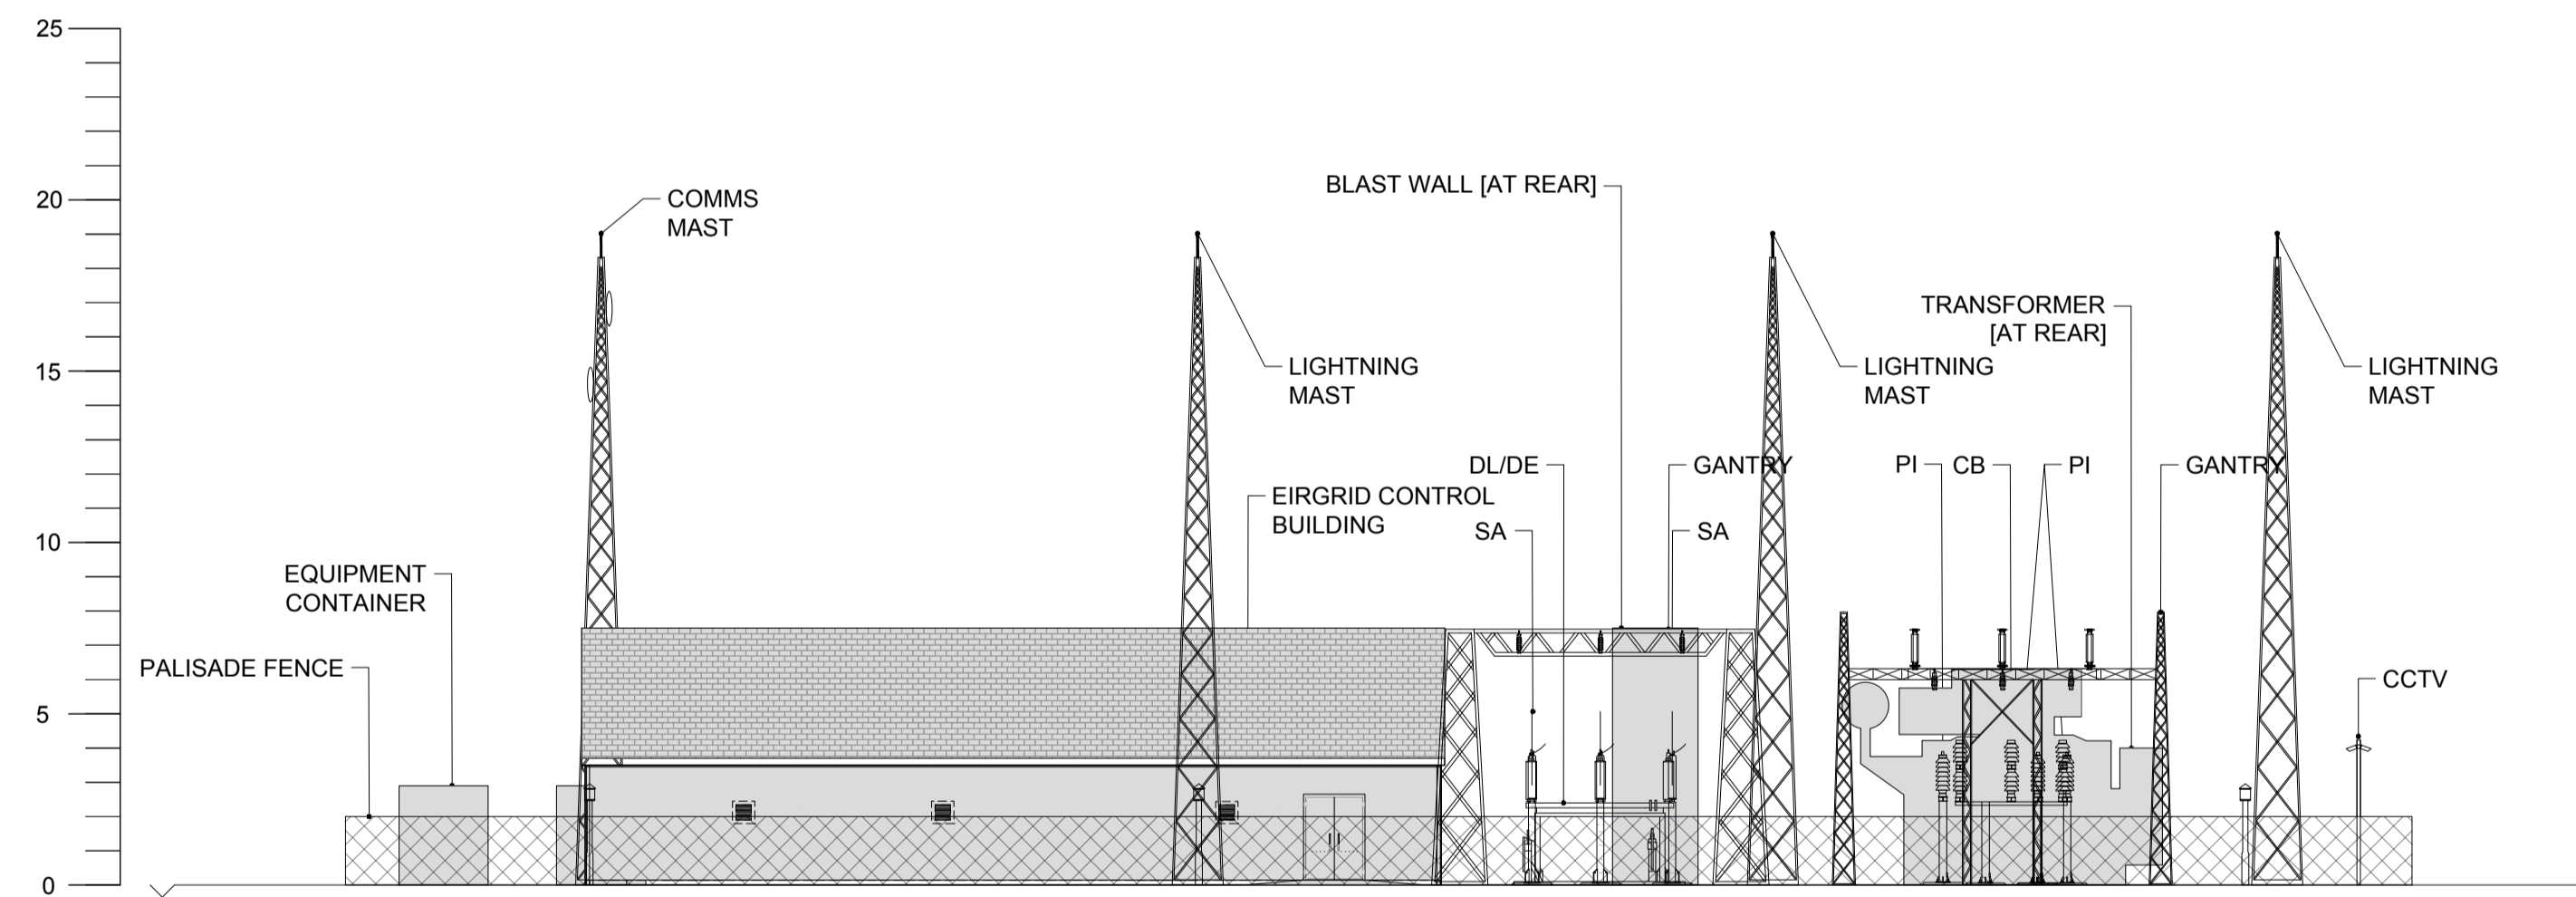 25
20
15
10
5
0
COMMS
MAST
BLAST WALL [AT REAR]
TRANSFORMER
[AT REAR]
LIGHTNING
MAST
LIGHTNING
MAST
LIGHTNING
MAST
DL/DE
GANTRY
PI
CB
PI
GANTRY
EIRGRID CONTROL
BUILDING
SA
SA
EQUIPMENT
CONTAINER
PALISADE FENCE
CCTV